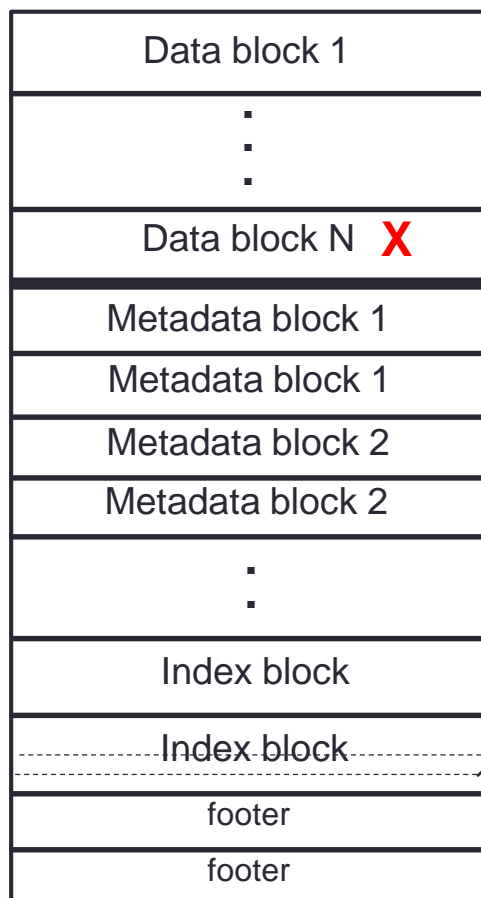 Data block 1
.
.
.
Data block N X
Metadata block 1
Metadata block 1
Metadata block 2
Metadata block 2
.
.
Index block
Index block
footer
footer